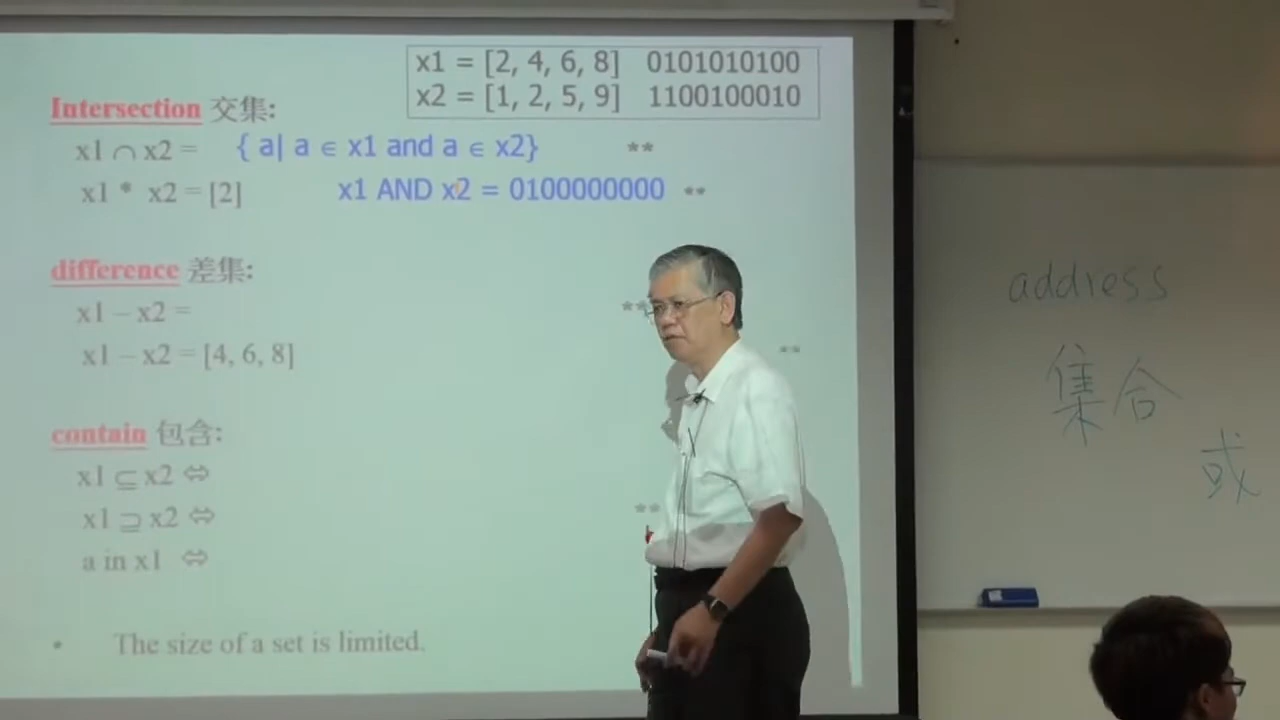 x1 = [2, 4, 6, 8] 0101010100
x2 = [1, 2, 5, 9] 1100100010
Intersection 交集:
x1 ∩ x2 = { a| a ∈ x1 and a ∈ x2} **
x1 * x2 = [2] x1 AND x2 = 0100000000 **
difference 差集:
x1 – x2 = **
x1 – x2 = [4, 6, 8] **
contain 包含:
x1 ⊆ x2 ⇔
x1 ⊇ x2 ⇔ **
a in x1 ⇔
• The size of a set is limited.
address
集合
或